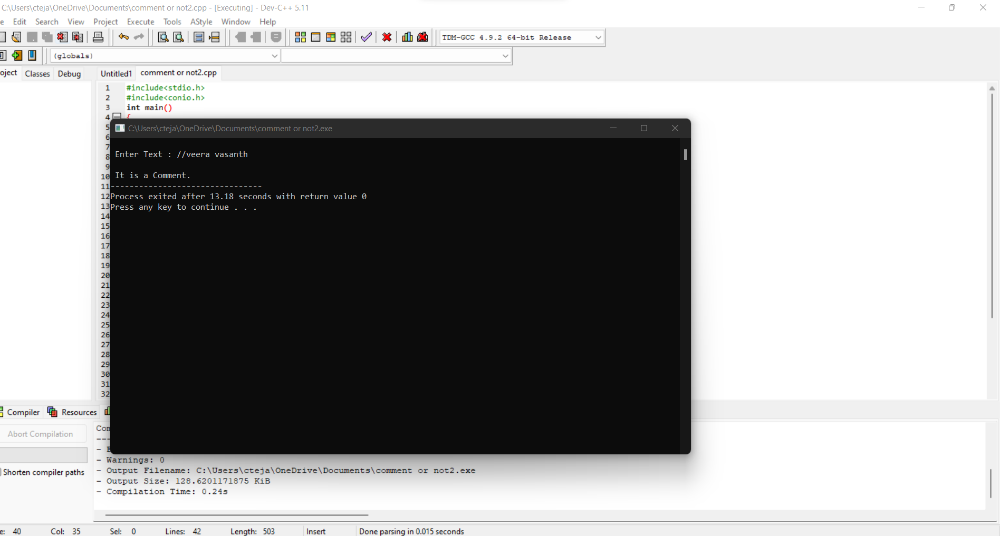 C:\Users\cteja\OneDrive\Documents\comment or not2.cpp - [Executing] - Dev-C++ 5.11
Edit Search View Project Execute Tools AStyle Window Help
TDM-GCC 4.9.2 64-bit Release
(globals)
oject Classes Debug Untitled1 comment or not2.cpp
1 #include<stdio.h>
2 #include<conio.h>
3 int main()
4 {
5 C:\Users\cteja\OneDrive\Documents\comment or not2.exe
6
7
8 Enter Text : //veera vasanth
9
10 It is a Comment.
11 --------------------------------
12 Process exited after 13.18 seconds with return value 0
13 Press any key to continue . . .
14
15
16
17
18
19
20
21
22
23
24
25
26
27
28
29
30
31
32
Compiler Resources
Abort Compilation
Com
- E
- Warnings: 0
Shorten compiler paths
- Output Filename: C:\Users\cteja\OneDrive\Documents\comment or not2.exe
- Output Size: 128.6201171875 KiB
- Compilation Time: 0.24s
e: 40 Col: 35 Sel: 0 Lines: 42 Length: 503 Insert Done parsing in 0.015 seconds